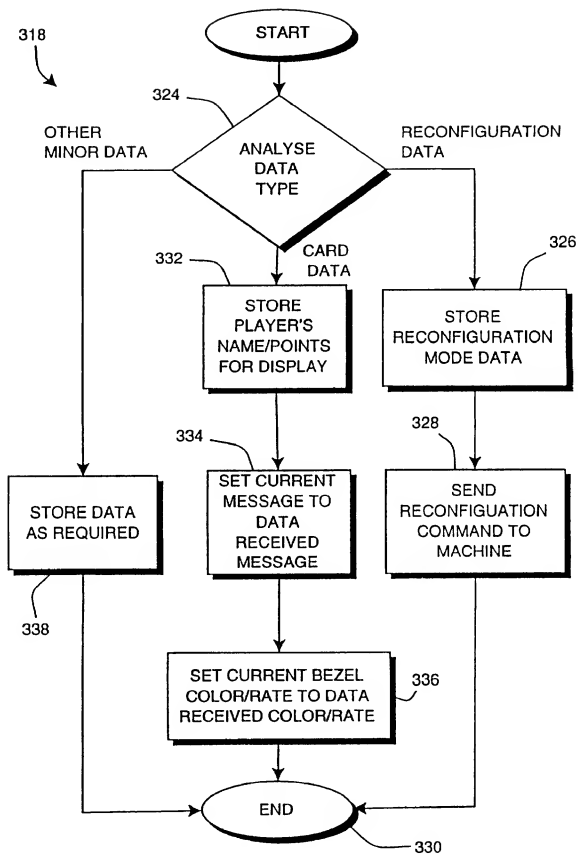 318
START
324
OTHER
MINOR DATA
ANALYSE
DATA
TYPE
RECONFIGURATION
DATA
332
CARD
DATA
326
STORE
PLAYER'S
NAME/POINTS
FOR DISPLAY
STORE
RECONFIGURATION
MODE DATA
334
328
STORE DATA
AS REQUIRED
338
SET CURRENT
MESSAGE TO
DATA
RECEIVED
MESSAGE
SEND
RECONFIGUATION
COMMAND TO
MACHINE
SET CURRENT BEZEL
COLOR/RATE TO DATA
RECEIVED COLOR/RATE
336
END
330